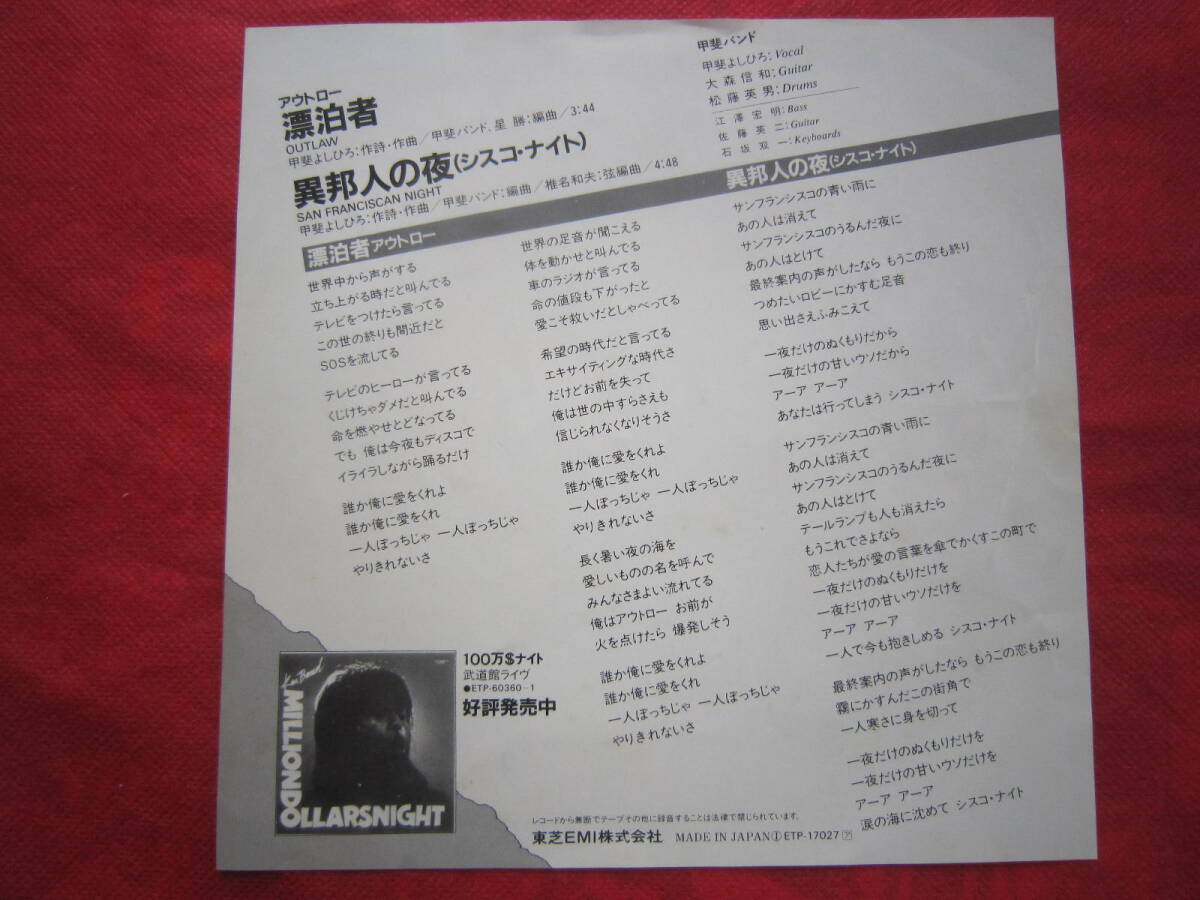 アウトロー
漂泊者
OUTLAW
甲斐よしひろ:作詩・作曲/甲斐バンド、星 勝:編曲/3:44
異邦人の夜(シスコ・ナイト)
SAN FRANCISCAN NIGHT
甲斐よしひろ:作詩・作曲/甲斐バンド:編曲/椎名和夫:弦編曲/4:48
甲斐バンド
甲斐よしひろ:Vocal
大森信和:Guitar
松藤英男:Drums
江澤宏明:Bass
佐藤英二:Guitar
石坂双一:Keyboards
漂泊者 アウトロー
世界中から声がする
立ち上がる時だと叫んでる
テレビをつけたら言ってる
この世の終りも間近だと
SOSを流してる
テレビのヒーローが言ってる
くじけちゃダメだと叫んでる
命を燃やせとどなってる
でも 俺は今夜もディスコで
イライラしながら踊るだけ
誰か俺に愛をくれよ
誰か俺に愛をくれ
一人ぼっちじゃ 一人ぼっちじゃ
やりきれないさ
世界の足音が聞こえる
体を動かせと叫んでる
車のラジオが言ってる
命の値段も下がったと
愛こそ救いだとしゃべってる
希望の時代だと言ってる
エキサイティングな時代さ
だけどお前を失って
俺は世の中すらさえも
信じられなくなりそうさ
誰か俺に愛をくれよ
誰か俺に愛をくれ
一人ぼっちじゃ 一人ぼっちじゃ
やりきれないさ
長く暑い夜の海を
愛しいものの名を呼んで
みんなさまよい流れてる
俺はアウトロー お前が
火を点けたら 爆発しそう
誰か俺に愛をくれよ
誰か俺に愛をくれ
一人ぼっちじゃ 一人ぼっちじゃ
やりきれないさ
異邦人の夜(シスコ・ナイト)
サンフランシスコの青い雨に
あの人は消えて
サンフランシスコのうるんだ夜に
あの人はとけて
最終案内の声がしたなら もうこの恋も終り
つめたいロビーにかすむ足音
思い出さえふみこえて
一夜だけのぬくもりだから
一夜だけの甘いウソだから
アーア アーア
あなたは行ってしまう シスコ・ナイト
サンフランシスコの青い雨に
あの人は消えて
サンフランシスコのうるんだ夜に
あの人はとけて
テールランプも人も消えたら
もうこれでさよなら
恋人たちが愛の言葉を傘でかくすこの町で
一夜だけのぬくもりだけを
一夜だけの甘いウソだけを
アーア アーア
一人で今も抱きしめる シスコ・ナイト
最終案内の声がしたなら もうこの恋も終り
霧にかすんだこの街角で
一人寒さに身を切って
一夜だけのぬくもりだけを
一夜だけの甘いウソだけを
アーア アーア
涙の海に沈めて シスコ・ナイト
Kai Band
MILLIONDOLLARSNIGHT
100万$ナイト
武道館ライヴ
●ETP-60360-1
好評発売中
レコードから無断でテープその他に録音することは法律で禁じられています。
東芝EMI株式会社 MADE IN JAPAN Ⓘ ETP-17027 ア